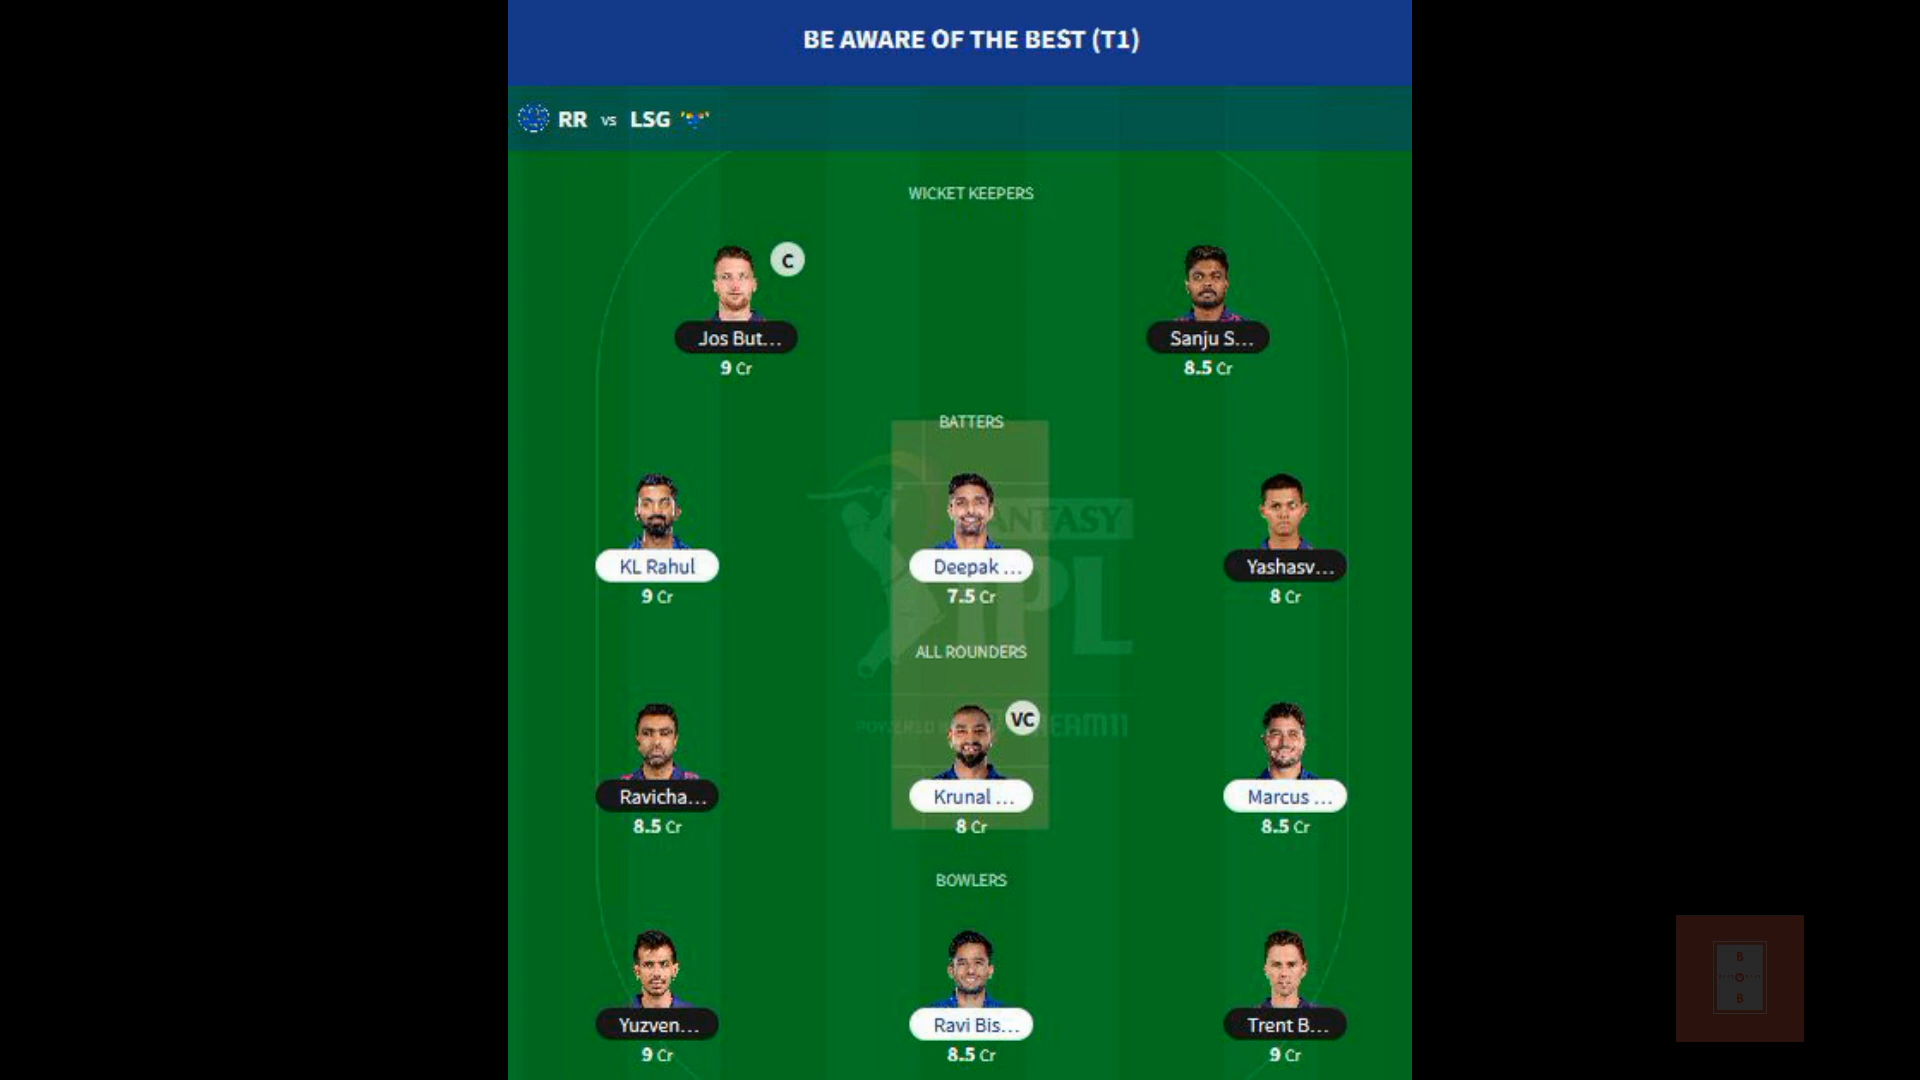 BE AWARE OF THE BEST (T1)
RR vs LSG
WICKET KEEPERS
C
Jos But... Sanju S...
9 Cr 8.5 Cr
BATTERS
ANTASY
IPL
KL Rahul Deepak ... Yashasv...
9 Cr 7.5 Cr 8 Cr
ALL ROUNDERS
VC
Ravicha... Krunal ... Marcus ...
8.5 Cr 8 Cr 8.5 Cr
BOWLERS
Yuzven... Ravi Bis... Trent B...
9 Cr 8.5 Cr 9 Cr
B
O
B